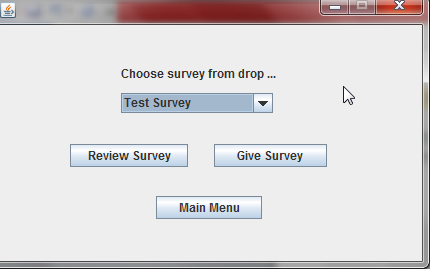 Choose survey from drop ...
Test Survey
Review Survey Give Survey
Main Menu